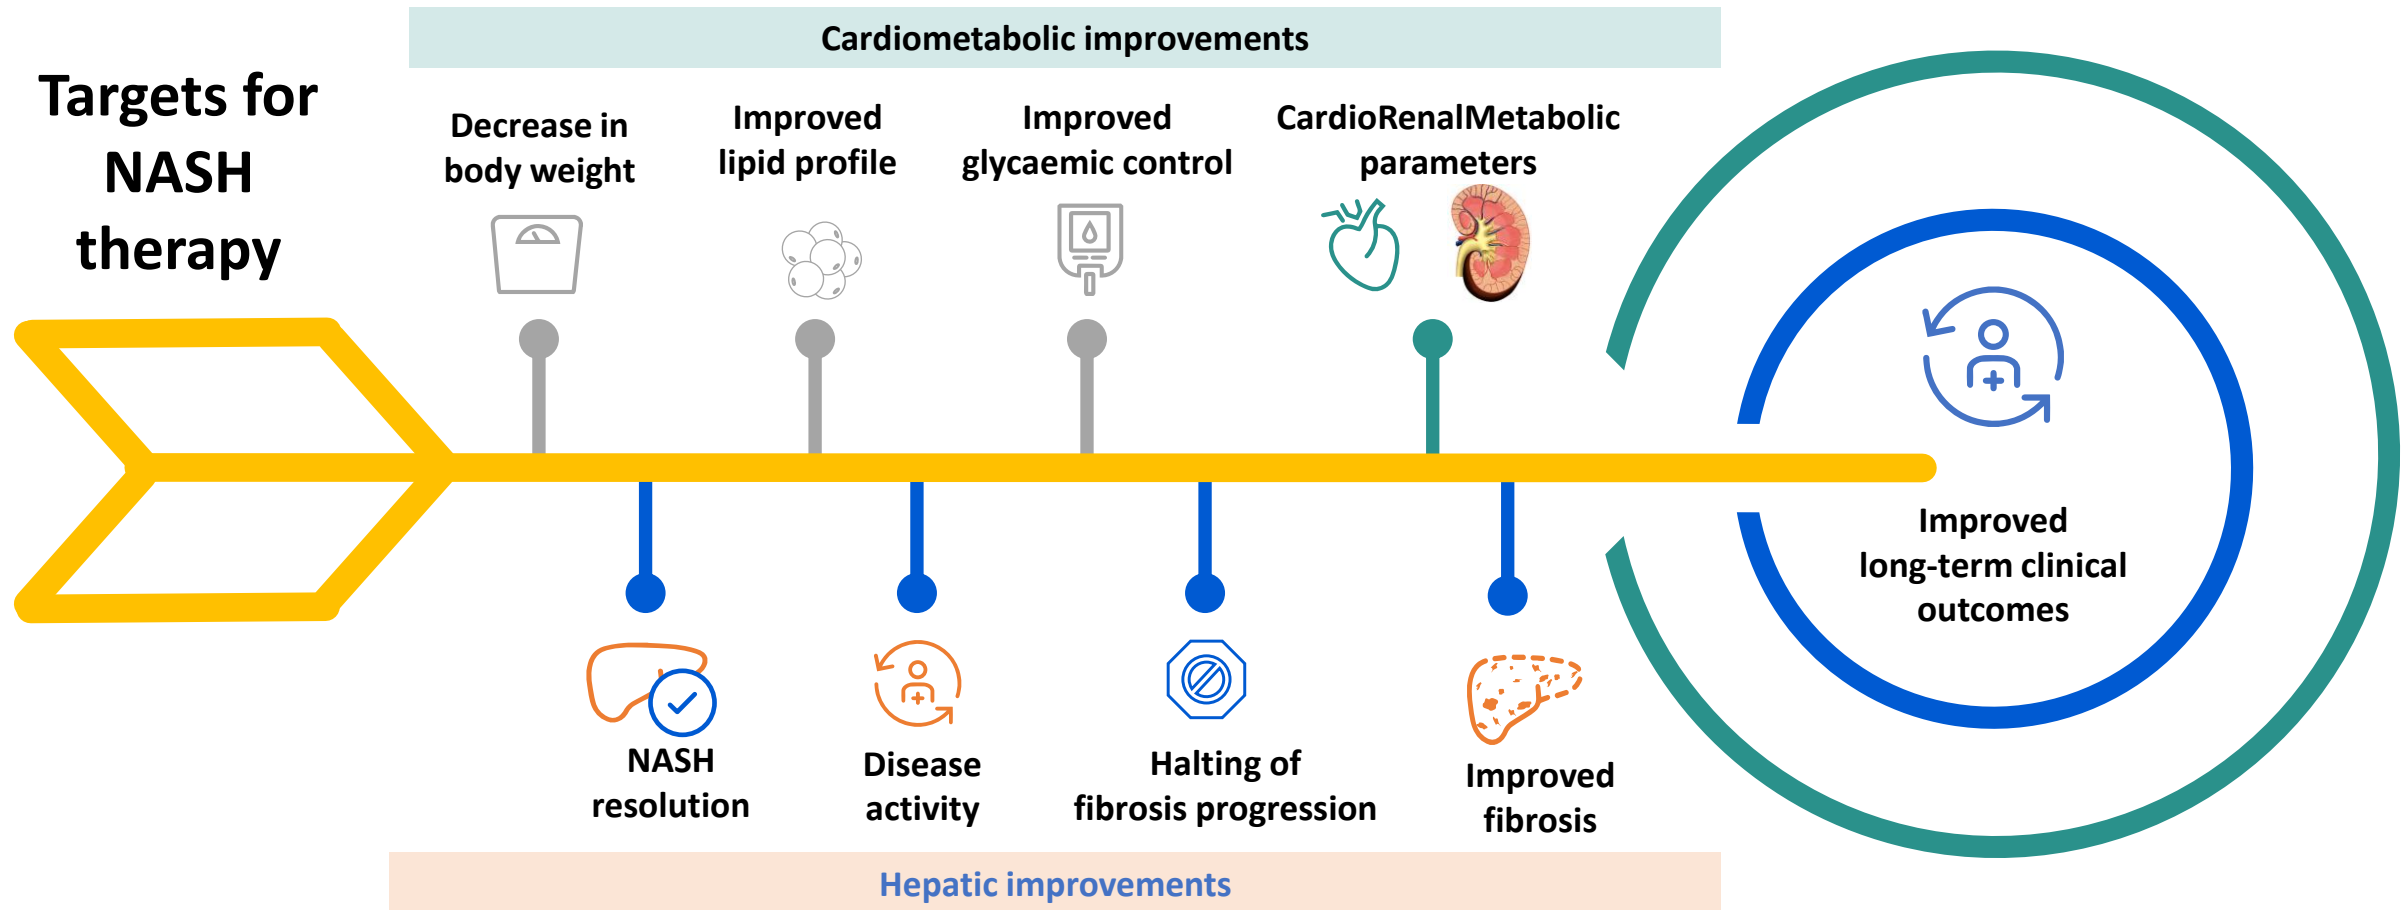 Targets for
NASH
therapy
Cardiometabolic improvements
Decrease in
body weight
Improved
lipid profile
Improved
glycaemic control
CardioRenalMetabolic
parameters
NASH
resolution
Disease
activity
Halting of
fibrosis progression
Improved
fibrosis
Improved
long-term clinical
outcomes
Hepatic improvements